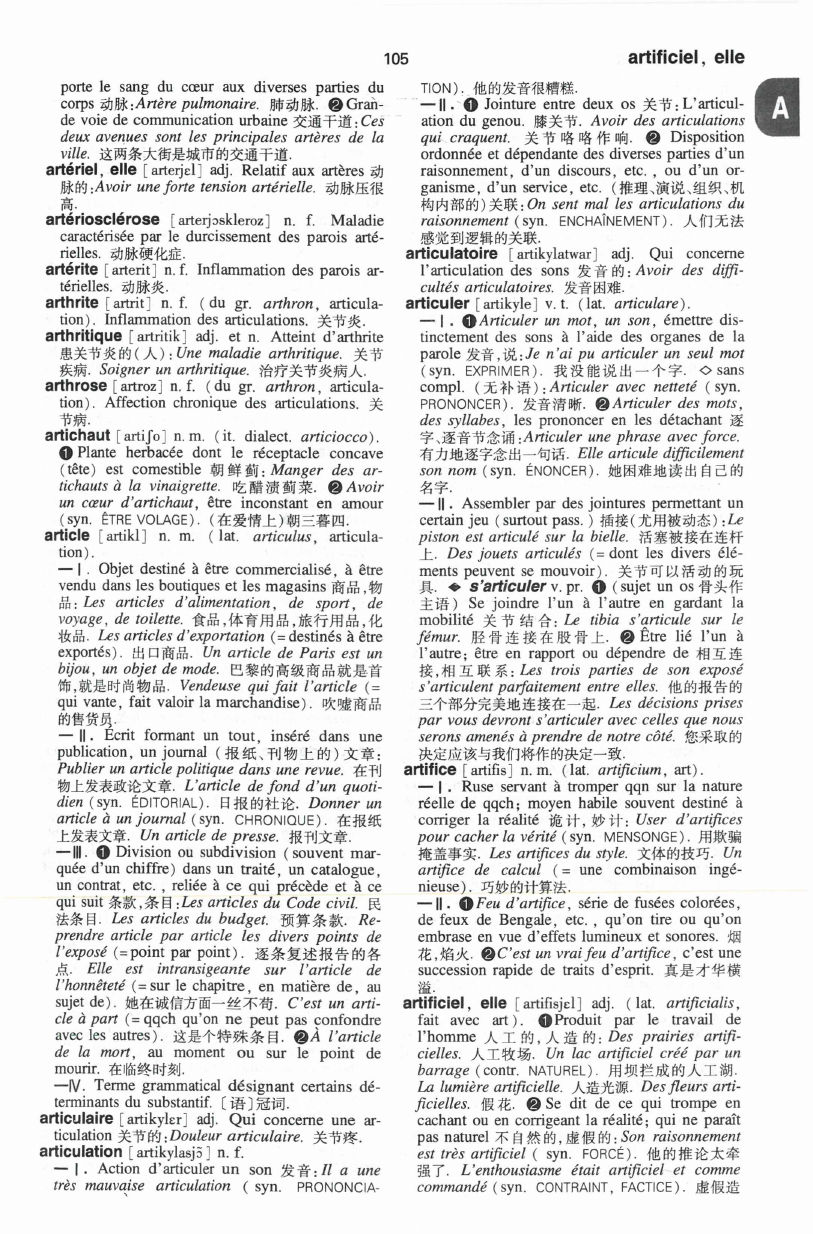 105
artificiel, elle
A
porte le sang du cœur aux diverses parties du
corps 动脉:Artère pulmonaire. 肺动脉. ❷Gran-
de voie de communication urbaine 交通干道:Ces
deux avenues sont les principales artères de la
ville. 这两条大街是城市的交通干道.
artériel, elle [arterjel] adj. Relatif aux artères 动
脉的:Avoir une forte tension artérielle. 动脉压很
高.
artériosclérose [arterjɔskleroz] n. f. Maladie
caractérisée par le durcissement des parois arté-
rielles. 动脉硬化症.
artérite [arterit] n. f. Inflammation des parois ar-
térielles. 动脉炎.
arthrite [artrit] n. f. (du gr. arthron, articula-
tion). Inflammation des articulations. 关节炎.
arthritique [artritik] adj. et n. Atteint d'arthrite
患关节炎的(人):Une maladie arthritique. 关节
疾病. Soigner un arthritique. 治疗关节炎病人.
arthrose [artroz] n. f. (du gr. arthron, articula-
tion). Affection chronique des articulations. 关
节病.
artichaut [artiʃo] n. m. (it. dialect. articiocco).
❶ Plante herbacée dont le réceptacle concave
(tête) est comestible 朝鲜蓟: Manger des ar-
tichauts à la vinaigrette. 吃醋渍蓟菜. ❷ Avoir
un cœur d'artichaut, être inconstant en amour
(syn. ÊTRE VOLAGE). (在爱情上)朝三暮四.
article [artikl] n. m. (lat. articulus, articula-
tion).
—Ⅰ. Objet destiné à être commercialisé, à être
vendu dans les boutiques et les magasins 商品,物
品: Les articles d'alimentation, de sport, de
voyage, de toilette. 食品,体育用品,旅行用品,化
妆品. Les articles d'exportation (=destinés à être
exportés). 出口商品. Un article de Paris est un
bijou, un objet de mode. 巴黎的高级商品就是首
饰,就是时尚物品. Vendeuse qui fait l'article (=
qui vante, fait valoir la marchandise). 吹嘘商品
的售货员.
—Ⅱ. Écrit formant un tout, inséré dans une
publication, un journal (报纸、刊物上的)文章:
Publier un article politique dans une revue. 在刊
物上发表政论文章. L'article de fond d'un quoti-
dien (syn. ÉDITORIAL). 日报的社论. Donner un
article à un journal (syn. CHRONIQUE). 在报纸
上发表文章. Un article de presse. 报刊文章.
—Ⅲ. ❶ Division ou subdivision (souvent mar-
quée d'un chiffre) dans un traité, un catalogue,
un contrat, etc., reliée à ce qui précède et à ce
qui suit 条款,条目:Les articles du Code civil. 民
法条目. Les articles du budget. 预算条款. Re-
prendre article par article les divers points de
l'exposé (=point par point). 逐条复述报告的各
点. Elle est intransigeante sur l'article de
l'honnêteté (=sur le chapitre, en matière de, au
sujet de). 她在诚信方面一丝不苟. C'est un arti-
cle à part (=qqch qu'on ne peut pas confondre
avec les autres). 这是个特殊条目. ❷À l'article
de la mort, au moment ou sur le point de
mourir. 在临终时刻.
—Ⅳ. Terme grammatical désignant certains dé-
terminants du substantif. [语]冠词.
articulaire [artikylɛr] adj. Qui concerne une ar-
ticulation 关节的:Douleur articulaire. 关节疼.
articulation [artikylasjɔ̃] n. f.
—Ⅰ. Action d'articuler un son 发音:Il a une
très mauvaise articulation (syn. PRONONCIA-
TION). 他的发音很糟糕.
—Ⅱ. ❶ Jointure entre deux os 关节:L'articul-
ation du genou. 膝关节. Avoir des articulations
qui craquent. 关节咯咯作响. ❷ Disposition
ordonnée et dépendante des diverses parties d'un
raisonnement, d'un discours, etc., ou d'un or-
ganisme, d'un service, etc. (推理、演说、组织、机
构内部的)关联:On sent mal les articulations du
raisonnement (syn. ENCHAÎNEMENT). 人们无法
感觉到逻辑的关联.
articulatoire [artikylatwar] adj. Qui concerne
l'articulation des sons 发音的: Avoir des diffi-
cultés articulatoires. 发音困难.
articuler [artikyle] v. t. (lat. articulare).
—Ⅰ. ❶Articuler un mot, un son, émettre dis-
tinctement des sons à l'aide des organes de la
parole 发音,说:Je n'ai pu articuler un seul mot
(syn. EXPRIMER). 我没能说出一个字. ◇ sans
compl. (无补语):Articuler avec netteté (syn.
PRONONCER). 发音清晰. ❷Articuler des mots,
des syllabes, les prononcer en les détachant 逐
字、逐音节念诵:Articuler une phrase avec force.
有力地逐字念出一句话. Elle articule difficilement
son nom (syn. ÉNONCER). 她困难地读出自己的
名字.
—Ⅱ. Assembler par des jointures permettant un
certain jeu (surtout pass.) 插接(尤用被动态):Le
piston est articulé sur la bielle. 活塞被接在连杆
上. Des jouets articulés (= dont les divers élé-
ments peuvent se mouvoir). 关节可以活动的玩
具. ◆ s'articuler v. pr. ❶ (sujet un os 骨头作
主语) Se joindre l'un à l'autre en gardant la
mobilité 关节结合: Le tibia s'articule sur le
fémur. 胫骨连接在股骨上. ❷ Être lié l'un à
l'autre; être en rapport ou dépendre de 相互连
接,相互联系: Les trois parties de son exposé
s'articulent parfaitement entre elles. 他的报告的
三个部分完美地连接在一起. Les décisions prises
par vous devront s'articuler avec celles que nous
serons amenés à prendre de notre côté. 您采取的
决定应该与我们将作的决定一致.
artifice [artifis] n. m. (lat. artificium, art).
—Ⅰ. Ruse servant à tromper qqn sur la nature
réelle de qqch; moyen habile souvent destiné à
corriger la réalité 诡计,妙计: User d'artifices
pour cacher la vérité (syn. MENSONGE). 用欺骗
掩盖事实. Les artifices du style. 文体的技巧. Un
artifice de calcul (= une combinaison ingé-
nieuse). 巧妙的计算法.
—Ⅱ. ❶Feu d'artifice, série de fusées colorées,
de feux de Bengale, etc., qu'on tire ou qu'on
embrase en vue d'effets lumineux et sonores. 烟
花,焰火. ❷C'est un vrai feu d'artifice, c'est une
succession rapide de traits d'esprit. 真是才华横
溢.
artificiel, elle [artifisjɛl] adj. (lat. artificialis,
fait avec art). ❶Produit par le travail de
l'homme 人工的,人造的: Des prairies artifi-
cielles. 人工牧场. Un lac artificiel créé par un
barrage (contr. NATUREL). 用坝拦成的人工湖.
La lumière artificielle. 人造光源. Des fleurs arti-
ficielles. 假花. ❷ Se dit de ce qui trompe en
cachant ou en corrigeant la réalité; qui ne paraît
pas naturel 不自然的,虚假的: Son raisonnement
est très artificiel (syn. FORCÉ). 他的推论太牵
强了. L'enthousiasme était artificiel et comme
commandé (syn. CONTRAINT, FACTICE). 虚假造